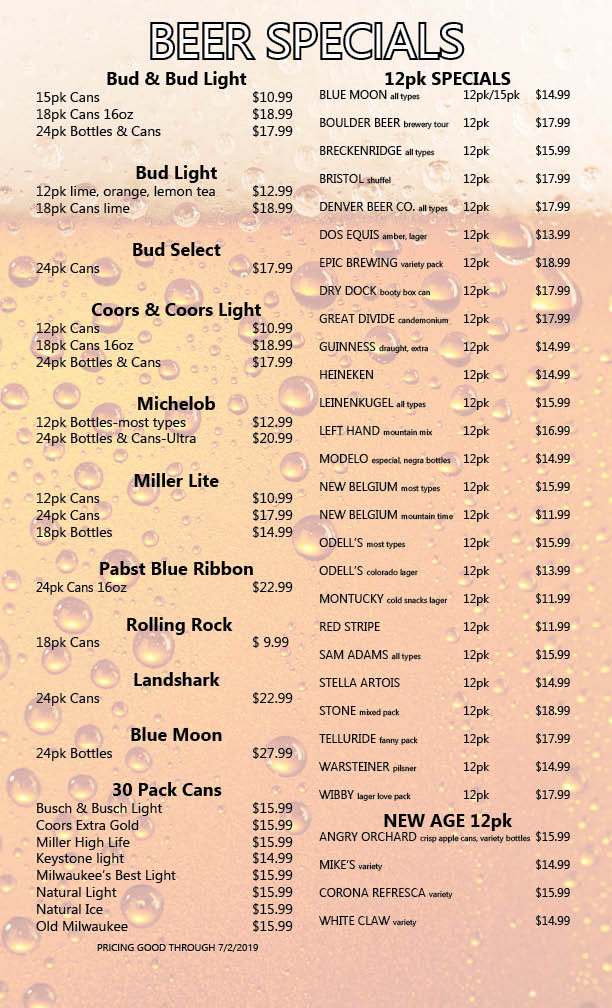 BEER SPECIALS
Bud & Bud Light
15pk Cans $10.99
18pk Cans 16oz $18.99
24pk Bottles & Cans $17.99
Bud Light
12pk lime, orange, lemon tea $12.99
18pk Cans lime $18.99
Bud Select
24pk Cans $17.99
Coors & Coors Light
12pk Cans $10.99
18pk Cans 16oz $18.99
24pk Bottles & Cans $17.99
Michelob
12pk Bottles-most types $12.99
24pk Bottles & Cans-Ultra $20.99
Miller Lite
12pk Cans $10.99
24pk Cans $17.99
18pk Bottles $14.99
Pabst Blue Ribbon
24pk Cans 16oz $22.99
Rolling Rock
18pk Cans $ 9.99
Landshark
24pk Cans $22.99
Blue Moon
24pk Bottles $27.99
30 Pack Cans
Busch & Busch Light $15.99
Coors Extra Gold $15.99
Miller High Life $15.99
Keystone light $14.99
Milwaukee's Best Light $15.99
Natural Light $15.99
Natural Ice $15.99
Old Milwaukee $15.99
PRICING GOOD THROUGH 7/2/2019
12pk SPECIALS
BLUE MOON all types 12pk/15pk $14.99
BOULDER BEER brewery tour 12pk $17.99
BRECKENRIDGE all types 12pk $15.99
BRISTOL shuffel 12pk $17.99
DENVER BEER CO. all types 12pk $17.99
DOS EQUIS amber, lager 12pk $13.99
EPIC BREWING variety pack 12pk $18.99
DRY DOCK booty box can 12pk $17.99
GREAT DIVIDE candemonium 12pk $17.99
GUINNESS draught, extra 12pk $14.99
HEINEKEN 12pk $14.99
LEINENKUGEL all types 12pk $15.99
LEFT HAND mountain mix 12pk $16.99
MODELO especial, negra bottles 12pk $14.99
NEW BELGIUM most types 12pk $15.99
NEW BELGIUM mountain time 12pk $11.99
ODELL'S most types 12pk $15.99
ODELL'S colorado lager 12pk $13.99
MONTUCKY cold snacks lager 12pk $11.99
RED STRIPE 12pk $11.99
SAM ADAMS all types 12pk $15.99
STELLA ARTOIS 12pk $14.99
STONE mixed pack 12pk $18.99
TELLURIDE fanny pack 12pk $17.99
WARSTEINER pilsner 12pk $14.99
WIBBY lager love pack 12pk $17.99
NEW AGE 12pk
ANGRY ORCHARD crisp apple cans, variety bottles $15.99
MIKE'S variety $14.99
CORONA REFRESCA variety $15.99
WHITE CLAW variety $14.99